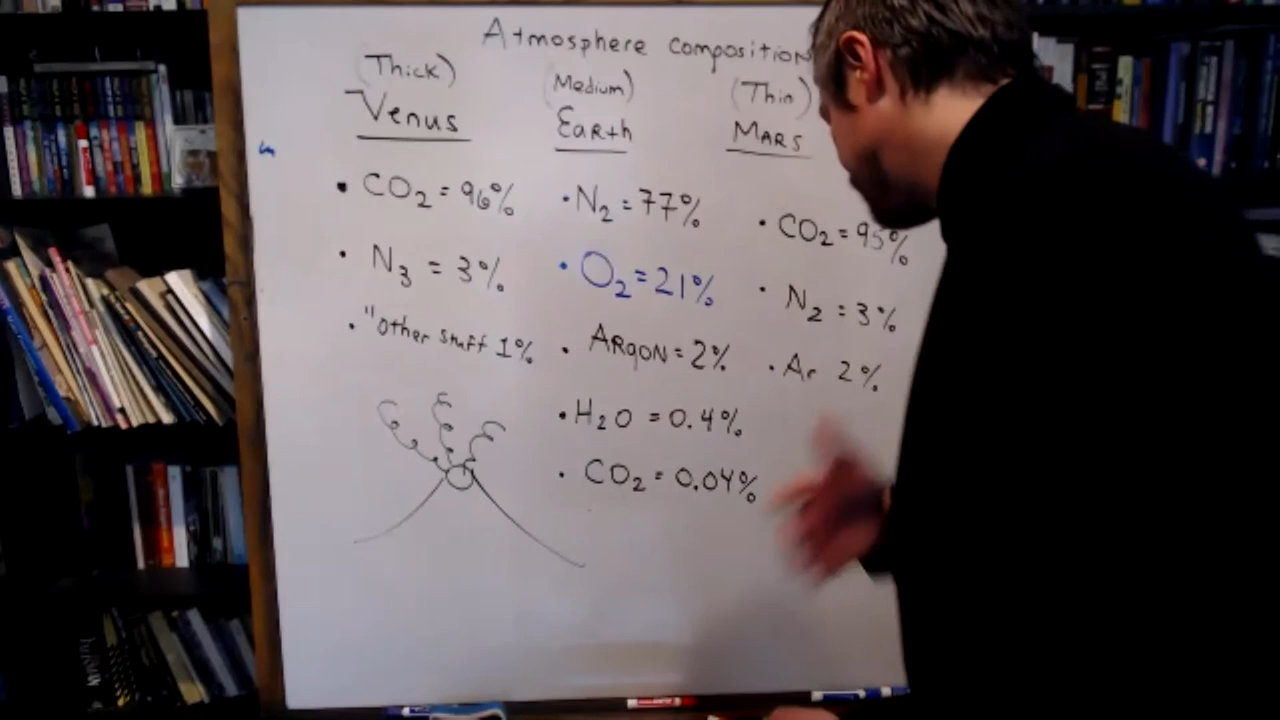 Atmosphere Composition
(Thick)
Venus
• CO2 = 96%
• N3 = 3%
• "Other stuff 1%
(Medium)
Earth
• N2 = 77%
• O2 = 21%
• ARgON = 2%
• H2O = 0.4%
• CO2 = 0.04%
(Thin)
MARS
• CO2 = 95%
• N2 = 3%
• Ar 2%